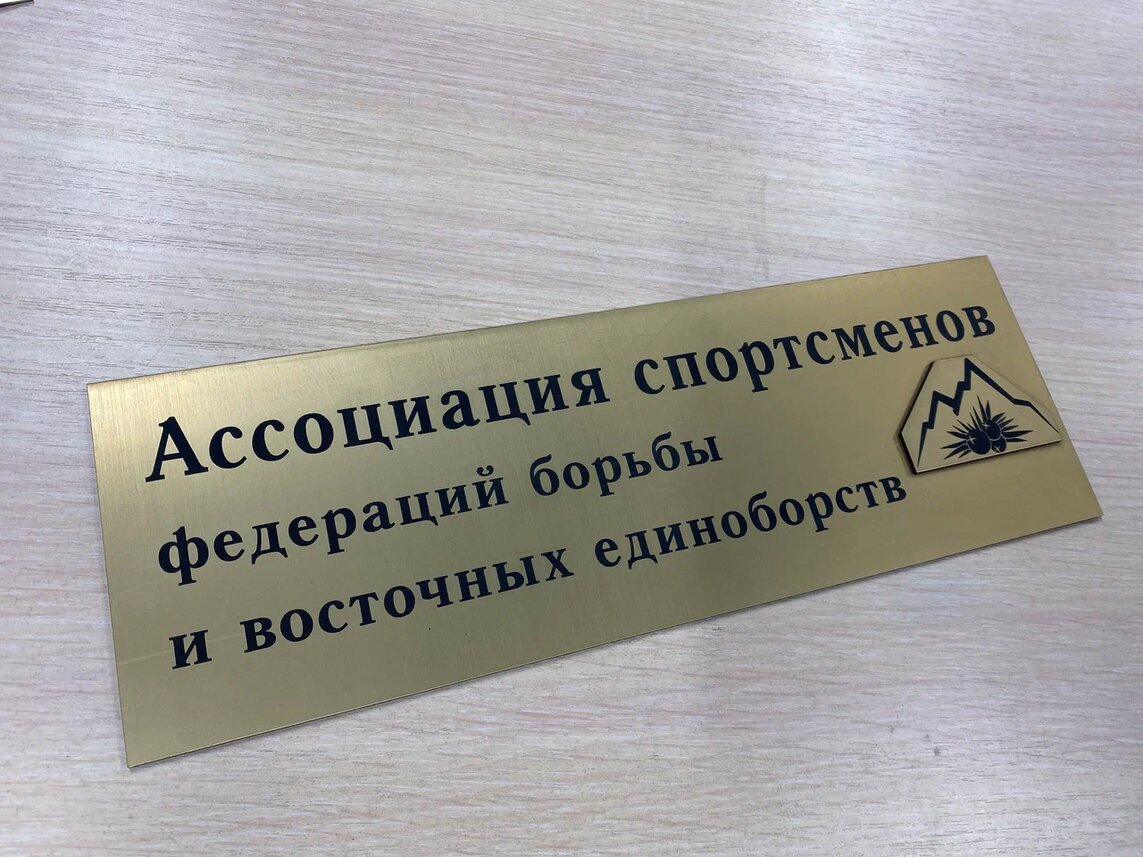 Ассоциация спортсменов
федераций борьбы
и восточных единоборств